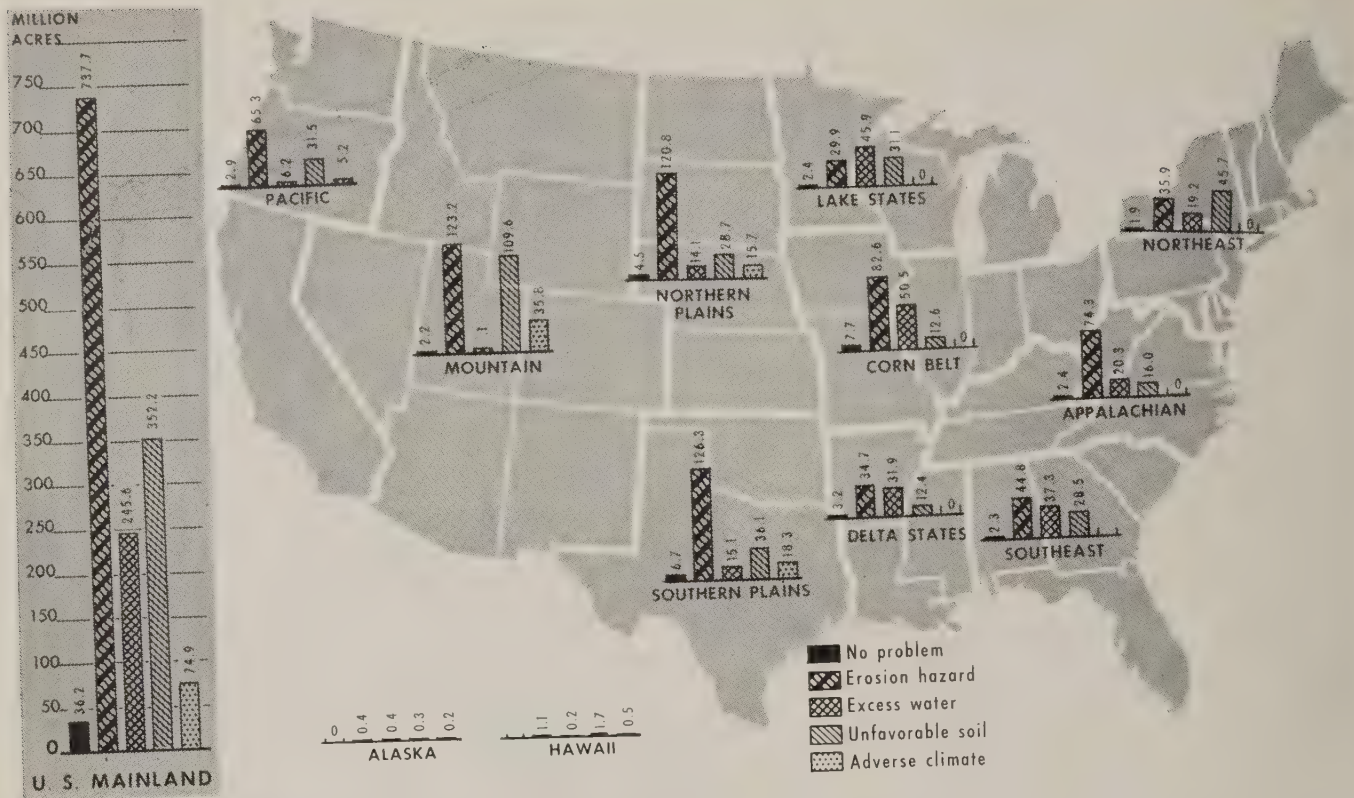 MILLION
ACRES
750
700
650
600
550
500
450
400
350
300
250
200
150
100
50
0
36.2 737.7 245.6 352.2 74.9
U. S. MAINLAND
2.9 65.3 6.2 31.5 5.2
PACIFIC
2.2 123.2 109.6 35.8
MOUNTAIN
4.5 120.8 14.1 28.7 15.7
NORTHERN
PLAINS
2.4 29.9 45.9 31.1 0
LAKE STATES
1.9 35.9 19.2 45.7 0
NORTHEAST
7.7 82.6 50.5 12.6 0
CORN BELT
2.4 74.3 20.3 16.0 0
APPALACHIAN
6.7 126.3 15.1 36.1 18.3
SOUTHERN PLAINS
3.2 34.7 31.9 12.4 0
DELTA STATES
2.3 44.8 37.3 28.5
SOUTHEAST
0 0.4 0.4 0.3 0.2
ALASKA
1.1 0.2 1.7 0.5
HAWAII
No problem
Erosion hazard
Excess water
Unfavorable soil
Adverse climate